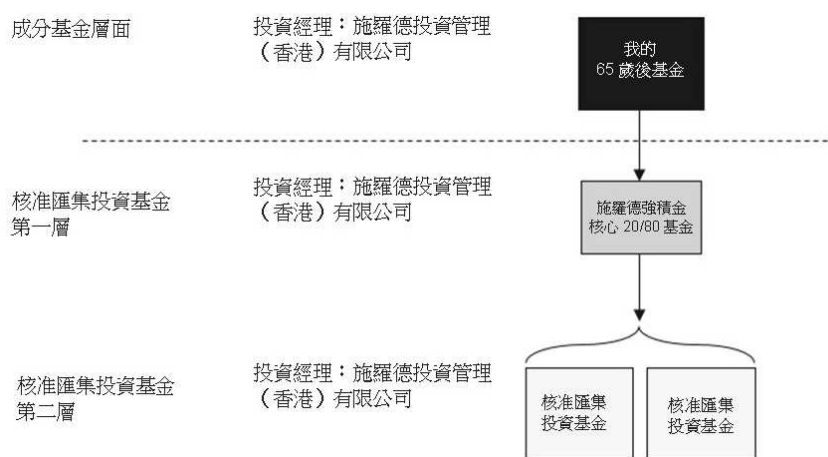 成分基金層面
投資經理：施羅德投資管理
（香港）有限公司
我的
65 歲後基金
核准匯集投資基金
第一層
投資經理：施羅德投資管理
（香港）有限公司
施羅德強積金
核心 20/80 基金
核准匯集投資基金
第二層
投資經理：施羅德投資管理
（香港）有限公司
核准匯集
投資基金
核准匯集
投資基金